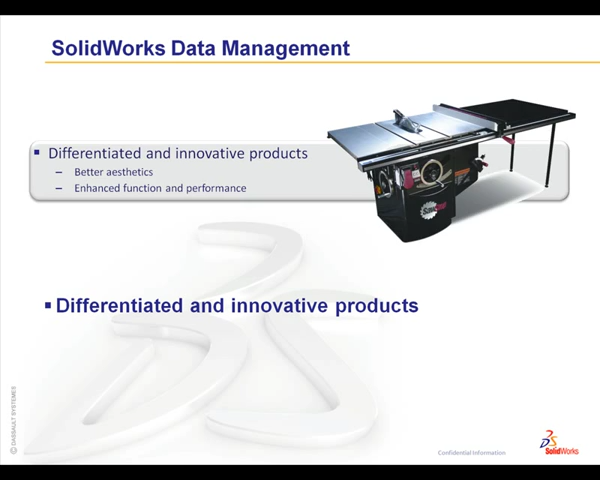 SolidWorks Data Management
▪ Differentiated and innovative products
– Better aesthetics
– Enhanced function and performance
▪ Differentiated and innovative products
© DASSAULT SYSTEMES
Confidential Information
SolidWorks